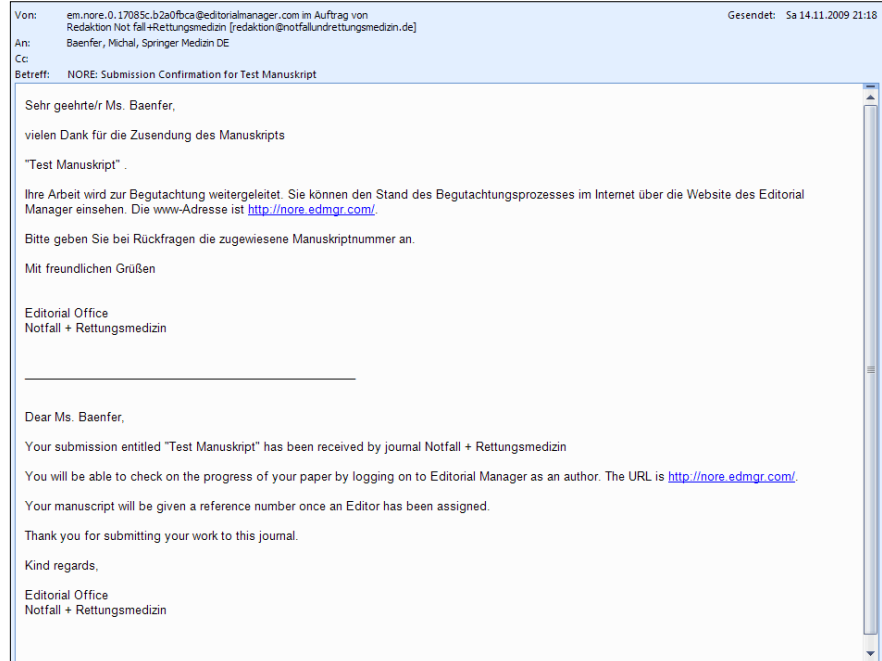 Von: em.nore.0.17085c.b2a0fbca@editorialmanager.com im Auftrag von Gesendet: Sa 14.11.2009 21:18
Redaktion Not fall+Rettungsmedizin [redaktion@notfallundrettungsmedizin.de]
An: Baenfer, Michal, Springer Medizin DE
Cc:
Betreff: NORE: Submission Confirmation for Test Manuskript
Sehr geehrte/r Ms. Baenfer,
vielen Dank für die Zusendung des Manuskripts
"Test Manuskript" .
Ihre Arbeit wird zur Begutachtung weitergeleitet. Sie können den Stand des Begutachtungsprozesses im Internet über die Website des Editorial
Manager einsehen. Die www-Adresse ist http://nore.edmgr.com/.
Bitte geben Sie bei Rückfragen die zugewiesene Manuskriptnummer an.
Mit freundlichen Grüßen
Editorial Office
Notfall + Rettungsmedizin
Dear Ms. Baenfer,
Your submission entitled "Test Manuskript" has been received by journal Notfall + Rettungsmedizin
You will be able to check on the progress of your paper by logging on to Editorial Manager as an author. The URL is http://nore.edmgr.com/.
Your manuscript will be given a reference number once an Editor has been assigned.
Thank you for submitting your work to this journal.
Kind regards,
Editorial Office
Notfall + Rettungsmedizin